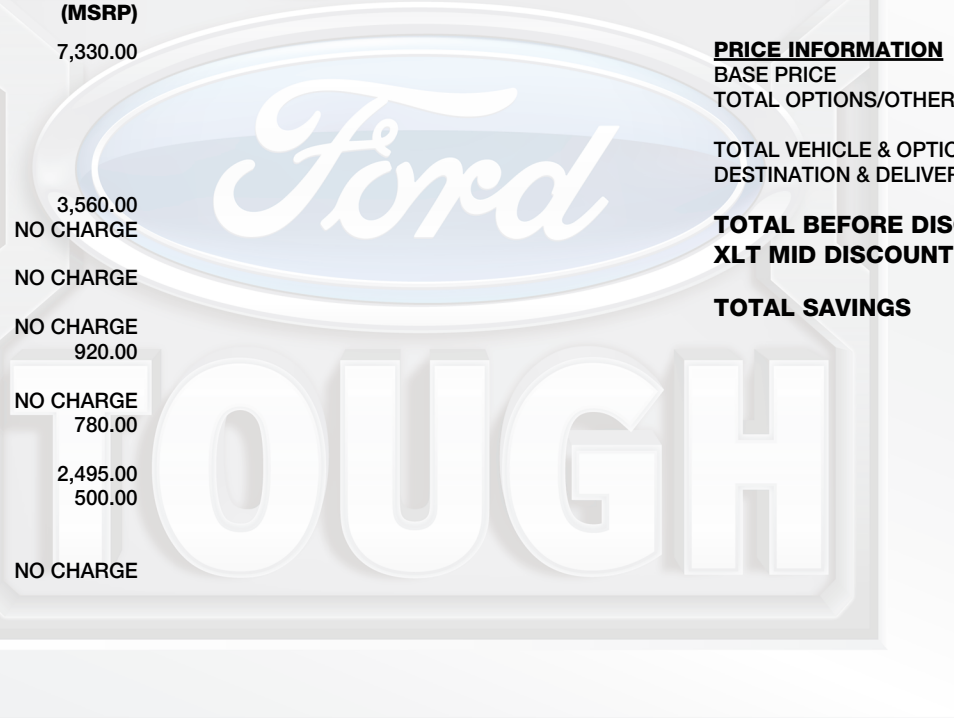 (MSRP)
7,330.00
3,560.00
NO CHARGE
NO CHARGE
NO CHARGE
920.00
NO CHARGE
780.00
2,495.00
500.00
NO CHARGE
PRICE INFORMATION
BASE PRICE
TOTAL OPTIONS/OTHER
TOTAL VEHICLE & OPTIO
DESTINATION & DELIVER
TOTAL BEFORE DISC
XLT MID DISCOUNT
TOTAL SAVINGS
Ford
TOUGH